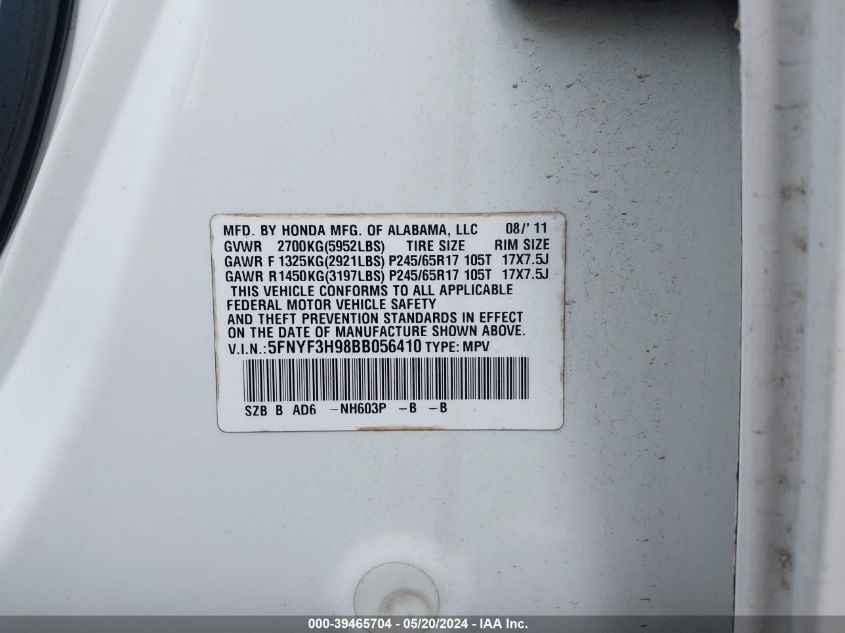 MFD. BY HONDA MFG. OF ALABAMA, LLC 08/'11
GVWR 2700KG(5952LBS) TIRE SIZE RIM SIZE
GAWR F 1325KG(2921LBS) P245/65R17 105T 17X7.5J
GAWR R 1450KG(3197LBS) P245/65R17 105T 17X7.5J
THIS VEHICLE CONFORMS TO ALL APPLICABLE
FEDERAL MOTOR VEHICLE SAFETY
AND THEFT PREVENTION STANDARDS IN EFFECT
ON THE DATE OF MANUFACTURE SHOWN ABOVE.
V.I.N.:5FNYF3H98BB056410 TYPE: MPV
SZB B AD6 -NH603P -B -B
000-39465704 - 05/20/2024 - IAA Inc.